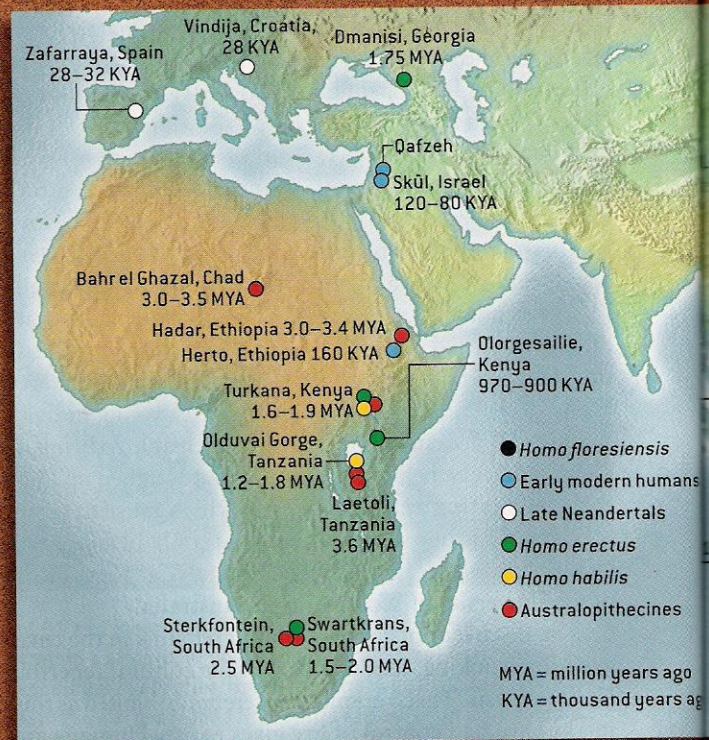 Vindija, Croatia,
28 KYA
Zafarraya, Spain
28–32 KYA
Dmanisi, Georgia
1.75 MYA
Qafzeh
Skūl, Israel
120–80 KYA
Bahr el Ghazal, Chad
3.0–3.5 MYA
Hadar, Ethiopia 3.0–3.4 MYA
Herto, Ethiopia 160 KYA
Olorgesailie,
Kenya
970–900 KYA
Turkana, Kenya
1.6–1.9 MYA
Olduvai Gorge,
Tanzania
1.2–1.8 MYA
Laetoli,
Tanzania
3.6 MYA
Sterkfontein,
South Africa
2.5 MYA
Swartkrans,
South Africa
1.5–2.0 MYA
Homo floresiensis
Early modern humans
Late Neandertals
Homo erectus
Homo habilis
Australopithecines
MYA = million years ago
KYA = thousand years ag